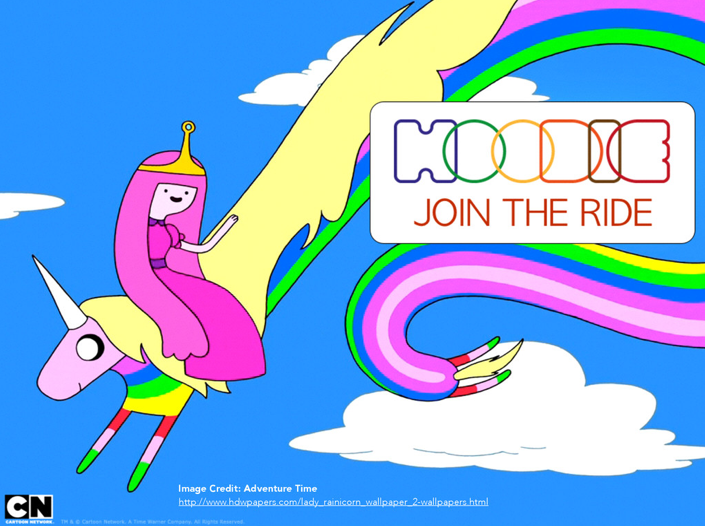 HOODIE
JOIN THE RIDE
Image Credit: Adventure Time
http://www.hdwpapers.com/lady_rainicorn_wallpaper_2-wallpapers.html
CN
CARTOON NETWORK.
TM & © Cartoon Network. A Time Warner Company. All Rights Reserved.